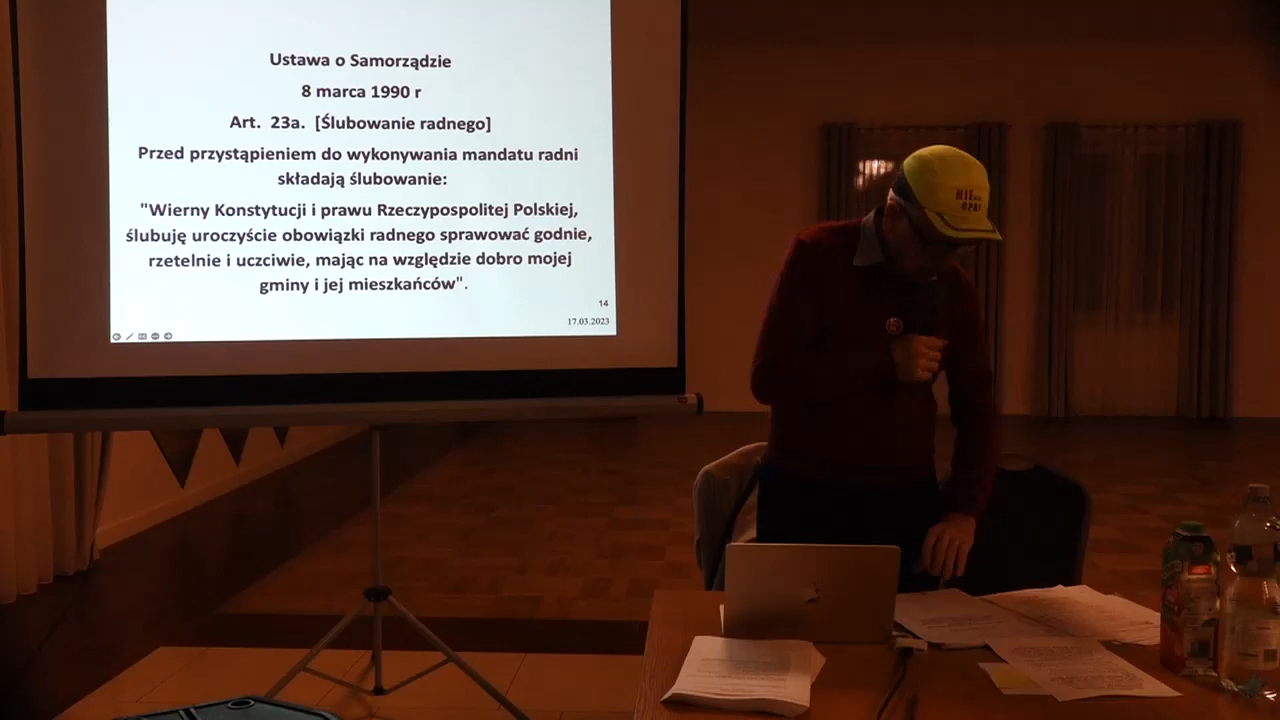 Ustawa o Samorządzie
8 marca 1990 r
Art. 23a. [Ślubowanie radnego]
Przed przystąpieniem do wykonywania mandatu radni
składają ślubowanie:
"Wierny Konstytucji i prawu Rzeczypospolitej Polskiej,
ślubuję uroczyście obowiązki radnego sprawować godnie,
rzetelnie i uczciwie, mając na względzie dobro mojej
gminy i jej mieszkańców".
14
17.03.2023